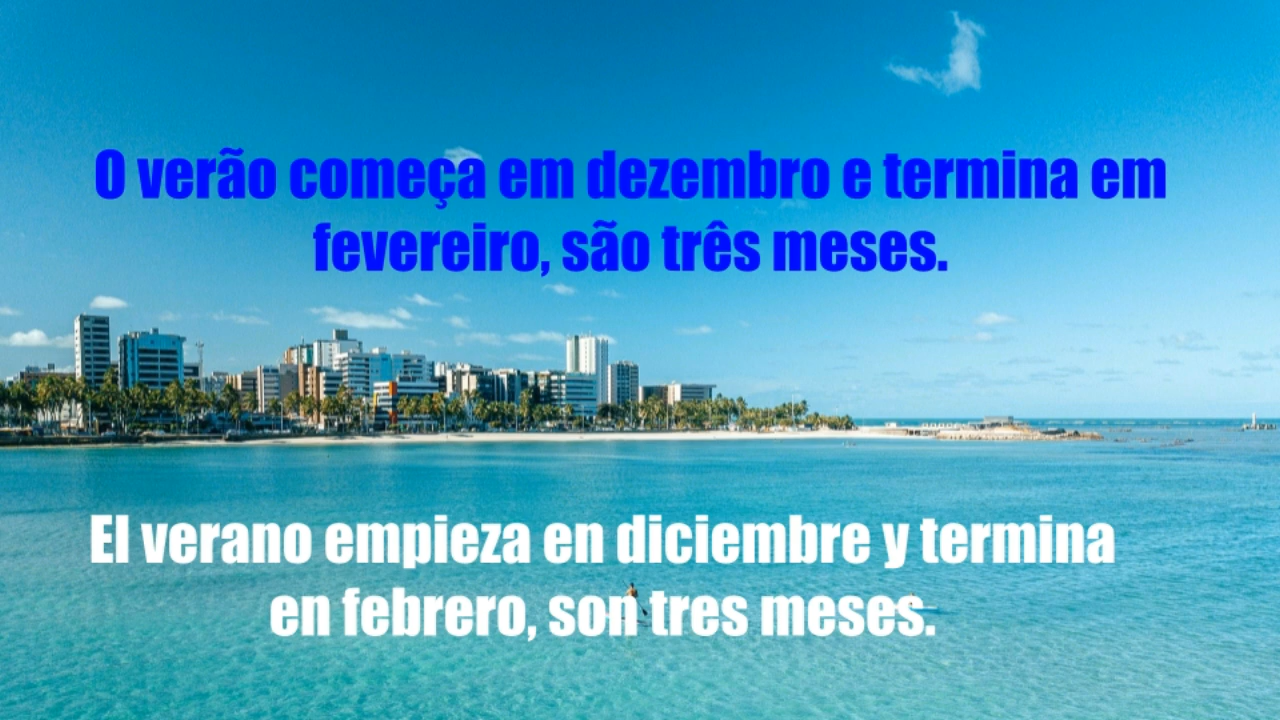 O verão começa em dezembro e termina em
fevereiro, são três meses.
El verano empieza en diciembre y termina
en febrero, son tres meses.